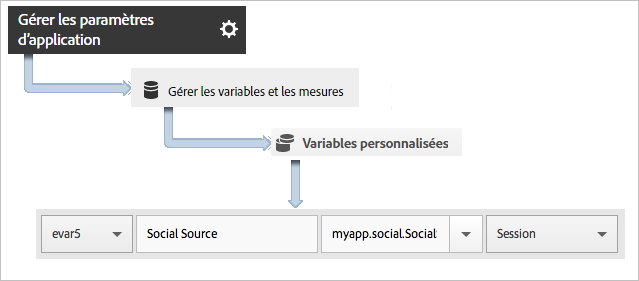 Gérer les paramètres
d’application
Gérer les variables et les mesures
Variables personnalisées
evar5 Social Source myapp.social.Social Session